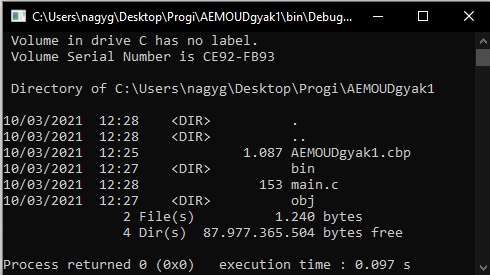 C:\Users\nagyg\Desktop\Progi\AEMOUDgyak1\bin\Debug...
Volume in drive C has no label.
Volume Serial Number is CE92-FB93
Directory of C:\Users\nagyg\Desktop\Progi\AEMOUDgyak1
10/03/2021  12:28    <DIR>          .
10/03/2021  12:28    <DIR>          ..
10/03/2021  12:25             1.087 AEMOUDgyak1.cbp
10/03/2021  12:27    <DIR>          bin
10/03/2021  12:28               153 main.c
10/03/2021  12:27    <DIR>          obj
2 File(s)          1.240 bytes
4 Dir(s)  87.977.365.504 bytes free
Process returned 0 (0x0)   execution time : 0.097 s